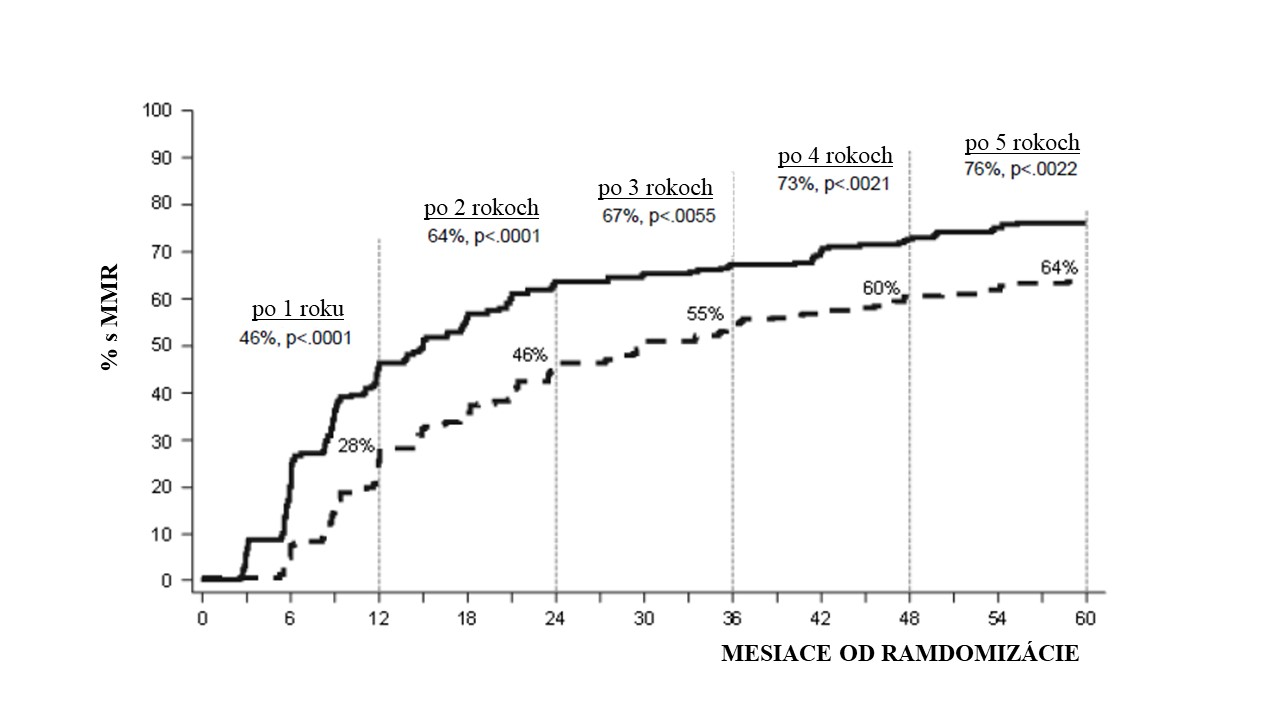 100
90
80
70
60
50
40
30
20
10
0
% s MMR
po 1 roku
46%, p<.0001
po 2 rokoch
64%, p<.0001
po 3 rokoch
67%, p<.0055
po 4 rokoch
73%, p<.0021
po 5 rokoch
76%, p<.0022
28%
46%
55%
60%
64%
0 6 12 18 24 30 36 42 48 54 60
MESIACE OD RAMDOMIZÁCIE